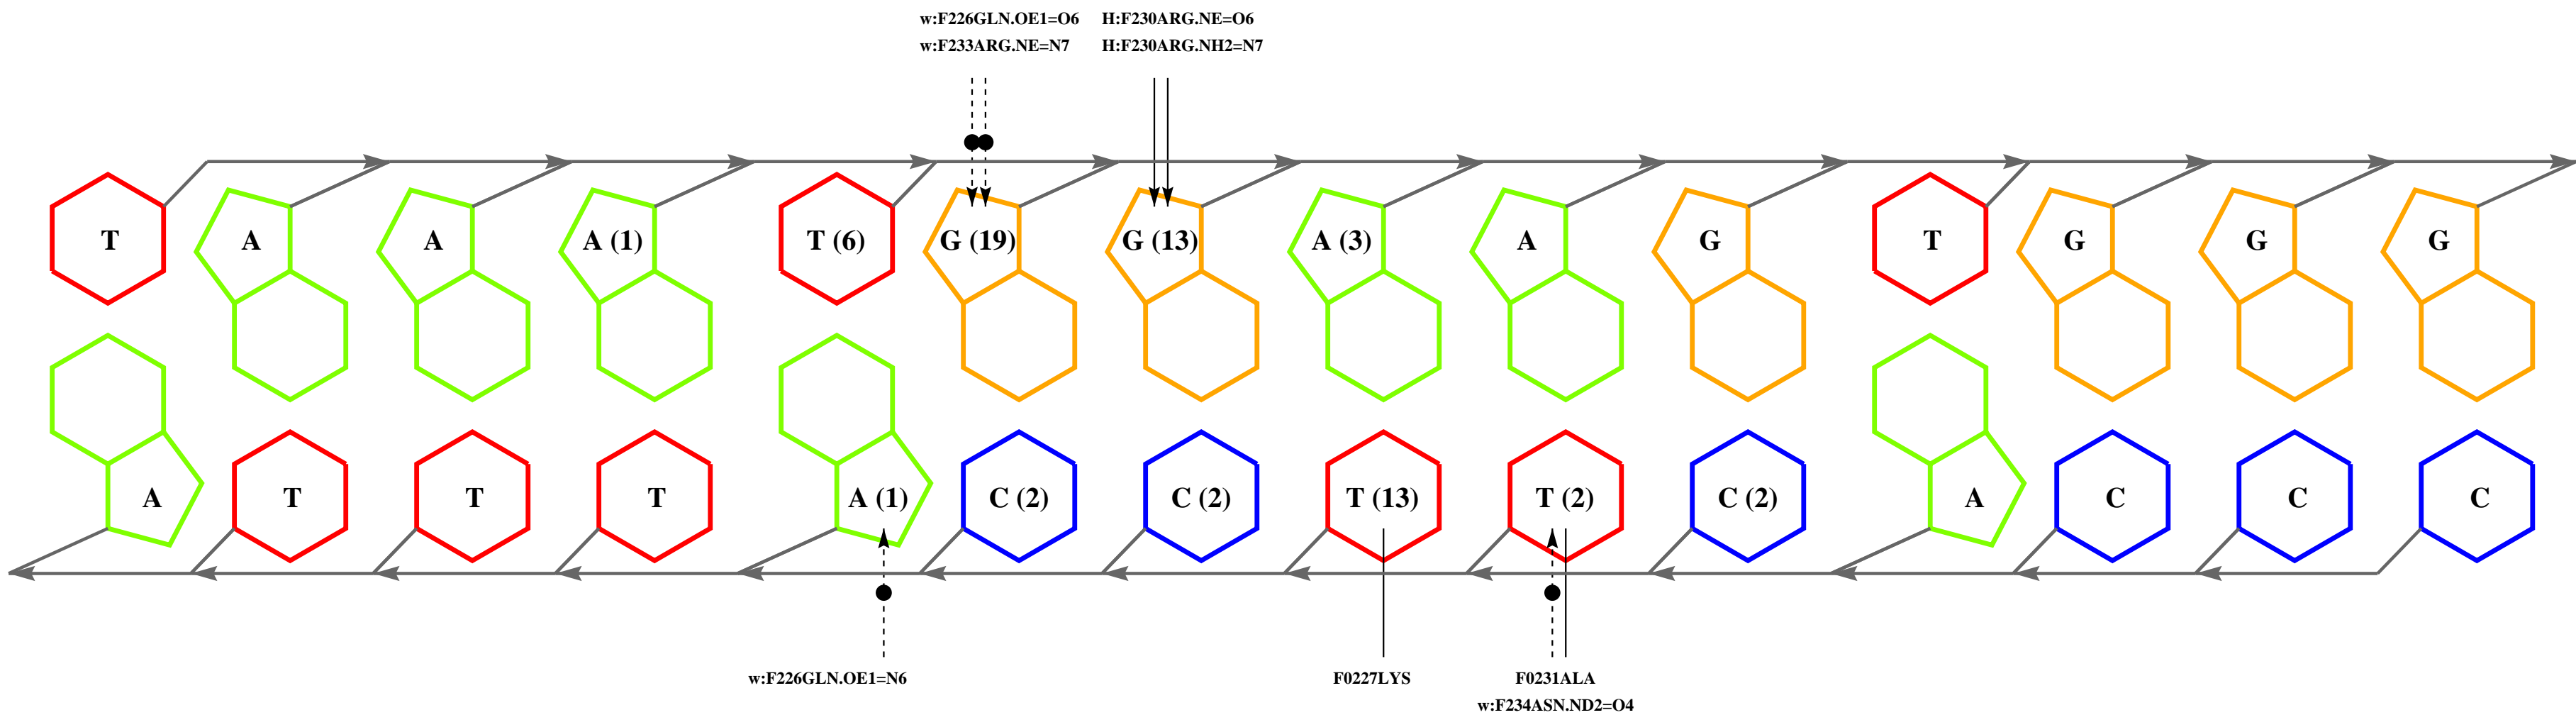 w:F226GLN.OE1=O6 H:F230ARG.NE=O6
w:F233ARG.NE=N7 H:F230ARG.NH2=N7
T A A A (1) T (6) G (19) G (13) A (3) A G T G G G
A T T T A (1) C (2) C (2) T (13) T (2) C (2) A C C C
w:F226GLN.OE1=N6 F0227LYS F0231ALA
w:F234ASN.ND2=O4